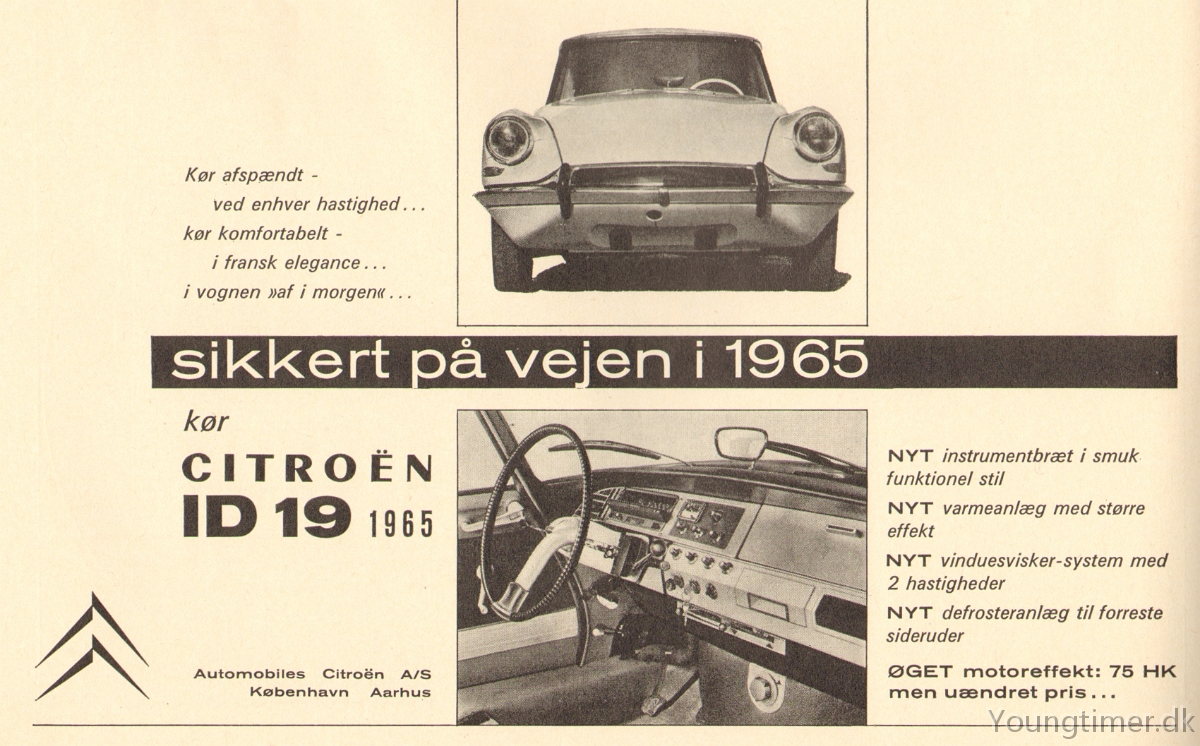 Kør afspændt -
ved enhver hastighed...
kør komfortabelt -
i fransk elegance...
i vognen »af i morgen«...
sikkert på vejen i 1965
kør
CITROËN
ID 19 1965
Automobiles Citroën A/S
København Aarhus
NYT instrumentbræt i smuk
funktionel stil
NYT varmeanlæg med større
effekt
NYT vinduesvisker-system med
2 hastigheder
NYT defrosteranlæg til forreste
sideruder
ØGET motoreffekt: 75 HK
men uændret pris...
Youngtimer.dk